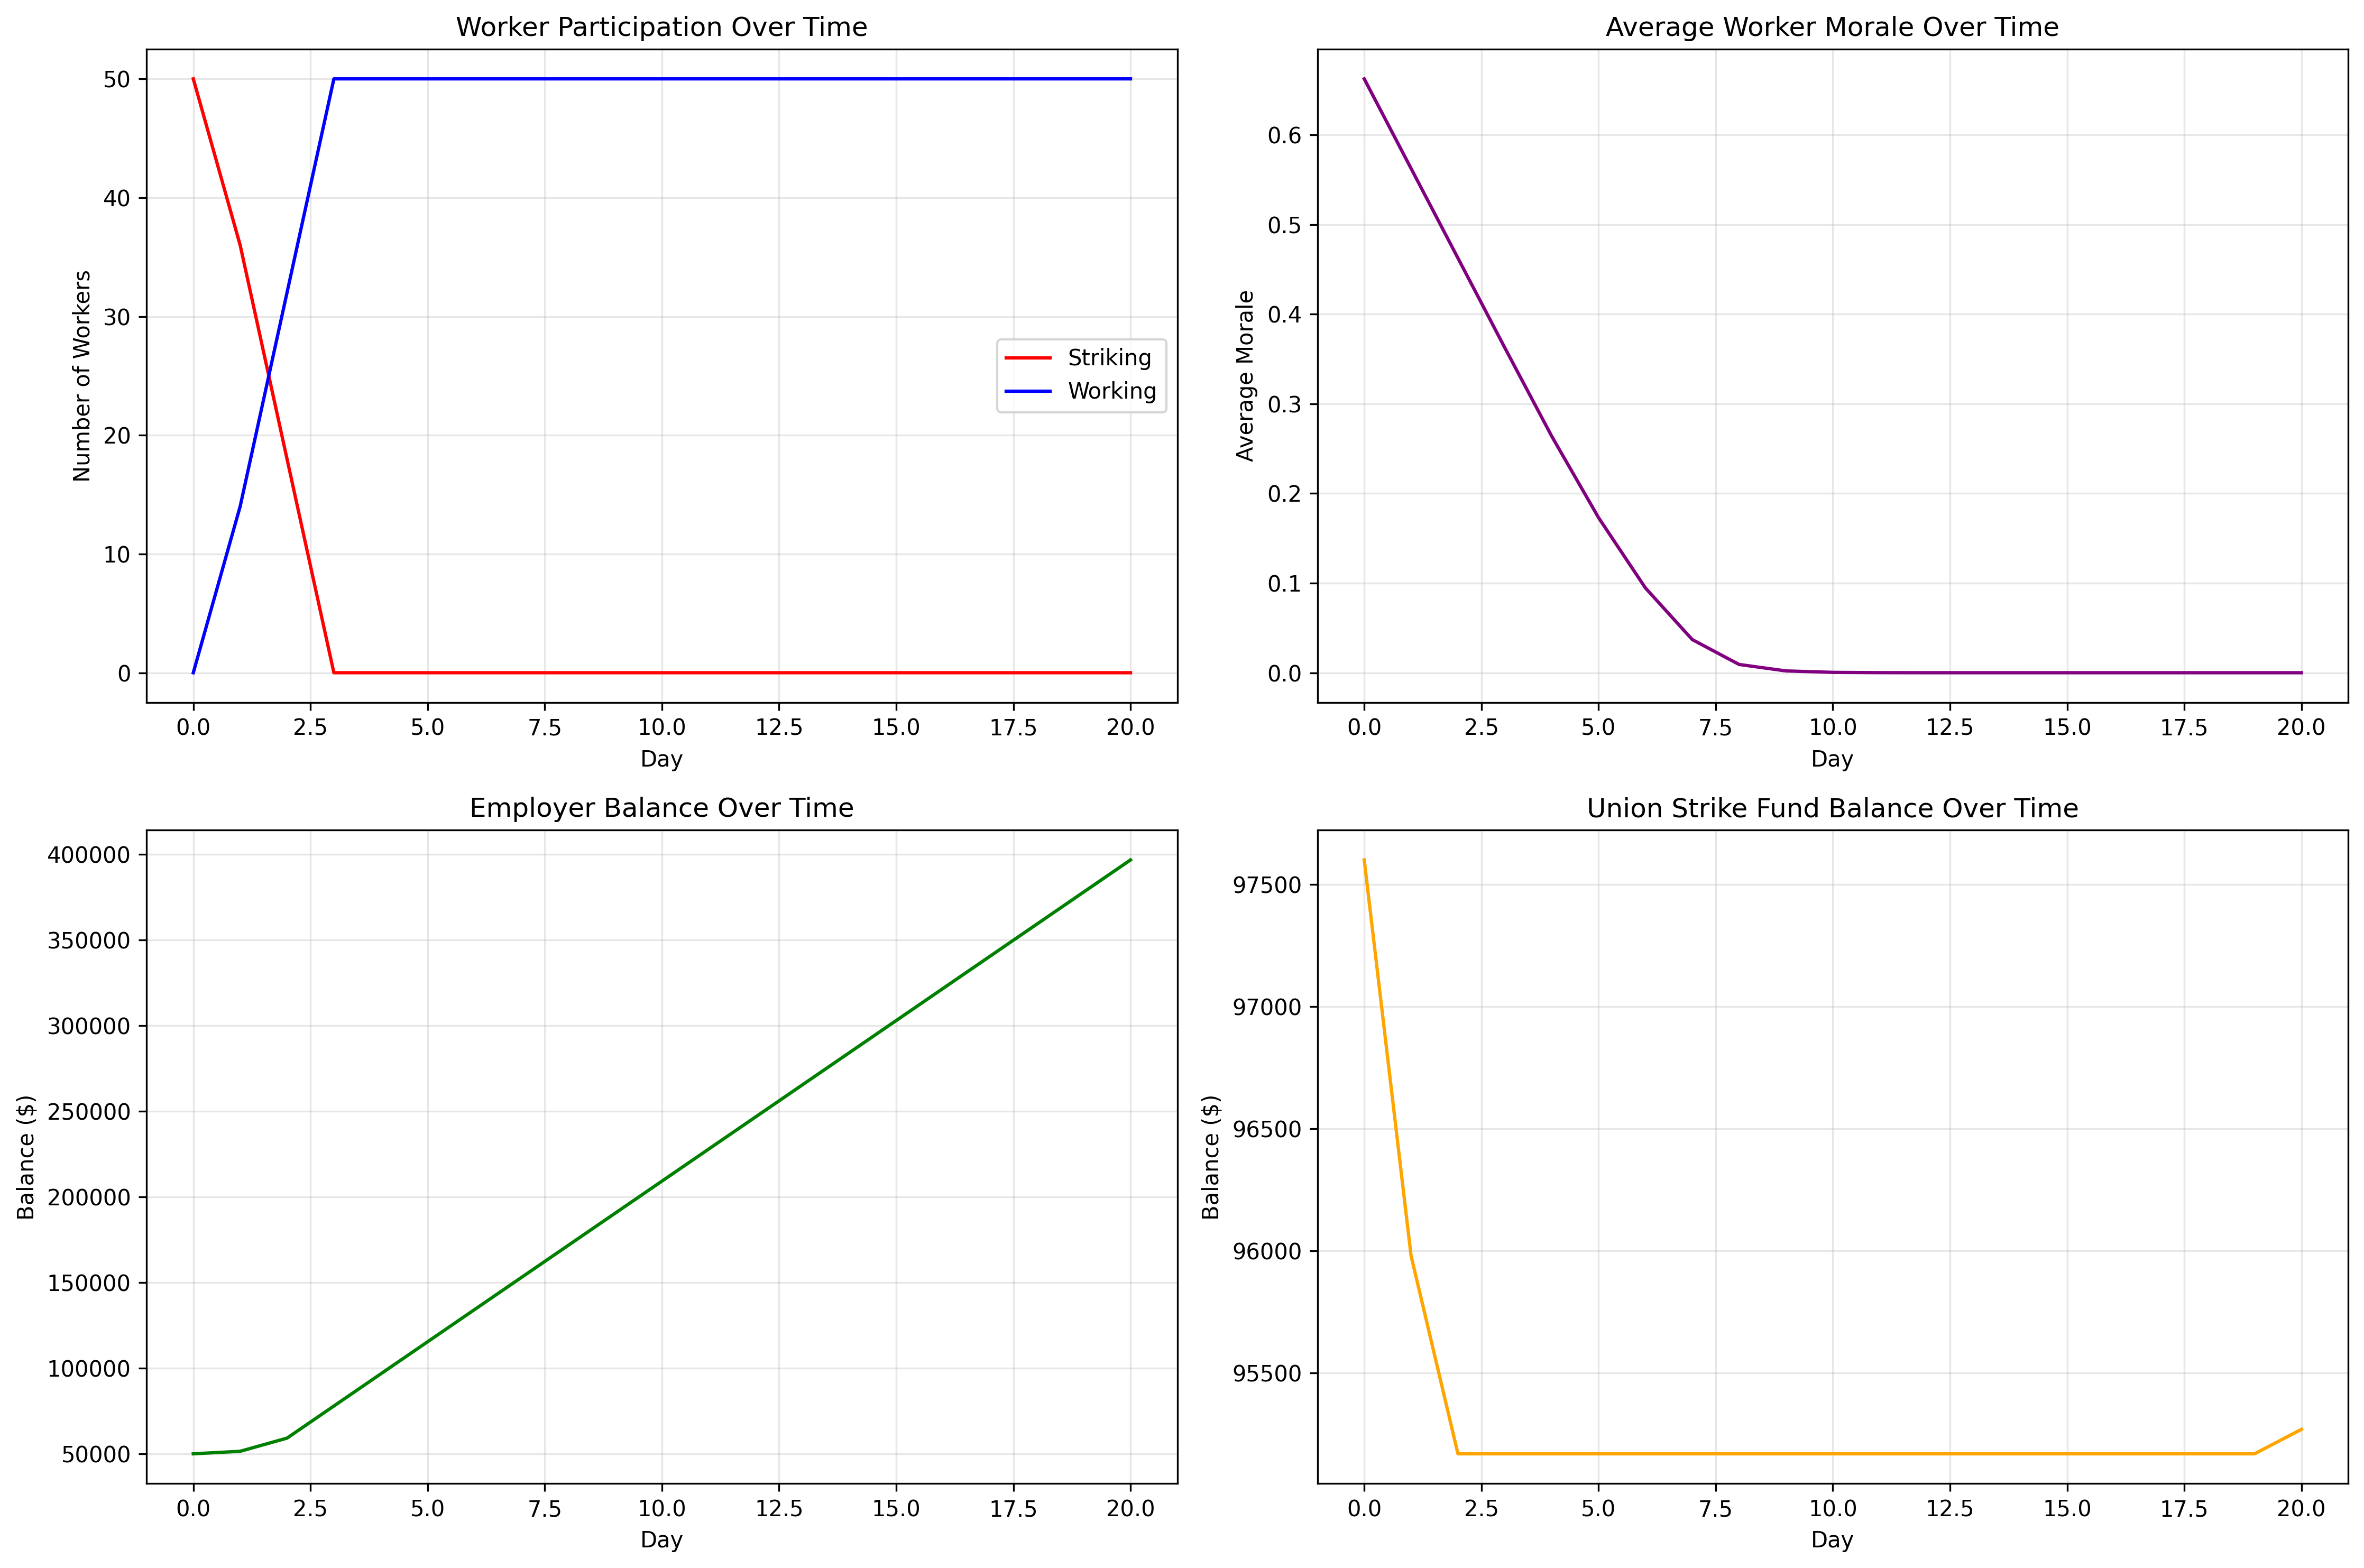 Worker Participation Over Time
50
40
30
20
10
0
Number of Workers
Striking
Working
0.0 2.5 5.0 7.5 10.0 12.5 15.0 17.5 20.0
Day
Average Worker Morale Over Time
0.6
0.5
0.4
0.3
0.2
0.1
0.0
Average Morale
0.0 2.5 5.0 7.5 10.0 12.5 15.0 17.5 20.0
Day
Employer Balance Over Time
400000
350000
300000
250000
200000
150000
100000
50000
Balance ($)
0.0 2.5 5.0 7.5 10.0 12.5 15.0 17.5 20.0
Day
Union Strike Fund Balance Over Time
97500
97000
96500
96000
95500
Balance ($)
0.0 2.5 5.0 7.5 10.0 12.5 15.0 17.5 20.0
Day